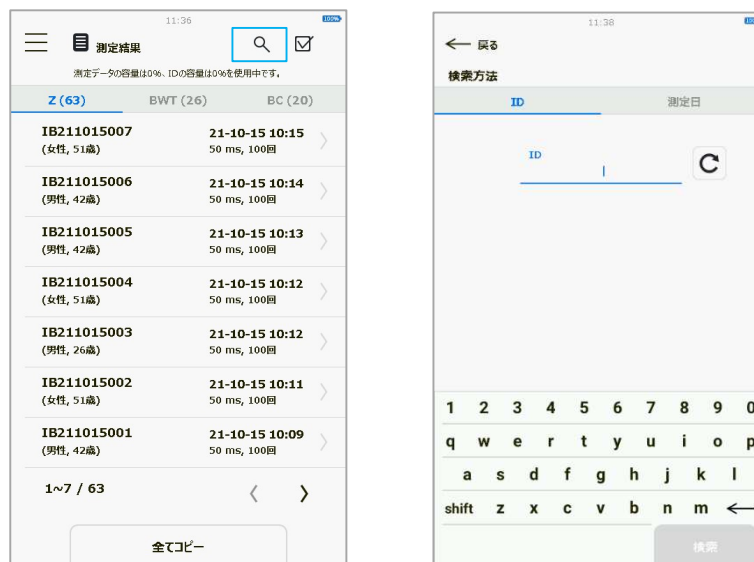 11:36
100%
測定結果
測定データの容量は0%、IDの容量は0%を使用中です。
Z (63) BWT (26) BC (20)
IB211015007 21-10-15 10:15
(女性, 51歳) 50 ms, 100回
IB211015006 21-10-15 10:14
(男性, 42歳) 50 ms, 100回
IB211015005 21-10-15 10:13
(男性, 42歳) 50 ms, 100回
IB211015004 21-10-15 10:12
(女性, 51歳) 50 ms, 100回
IB211015003 21-10-15 10:12
(男性, 26歳) 50 ms, 100回
IB211015002 21-10-15 10:11
(女性, 51歳) 50 ms, 100回
IB211015001 21-10-15 10:09
(男性, 42歳) 50 ms, 100回
1~7 / 63
全てコピー
11:38
戻る
検索方法
ID 測定日
ID
1 2 3 4 5 6 7 8 9 0
q w e r t y u i o p
a s d f g h j k l
shift z x c v b n m
検索